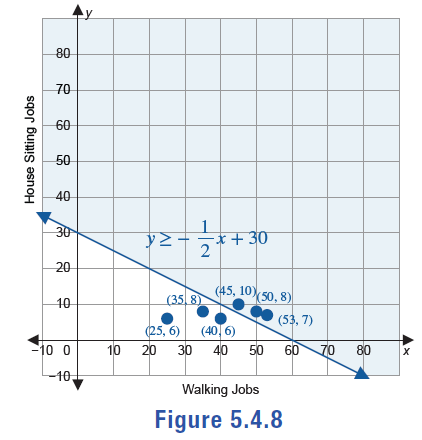 y
80
70
60
50
40
30
20
10
-10 0 10 20 30 40 50 60 70 80 x
-10
House Sitting Jobs
y ≥ - 1/2 x + 30
(45, 10)
(35, 8)
(50, 8)
(53, 7)
(25, 6)
(40, 6)
Walking Jobs
Figure 5.4.8